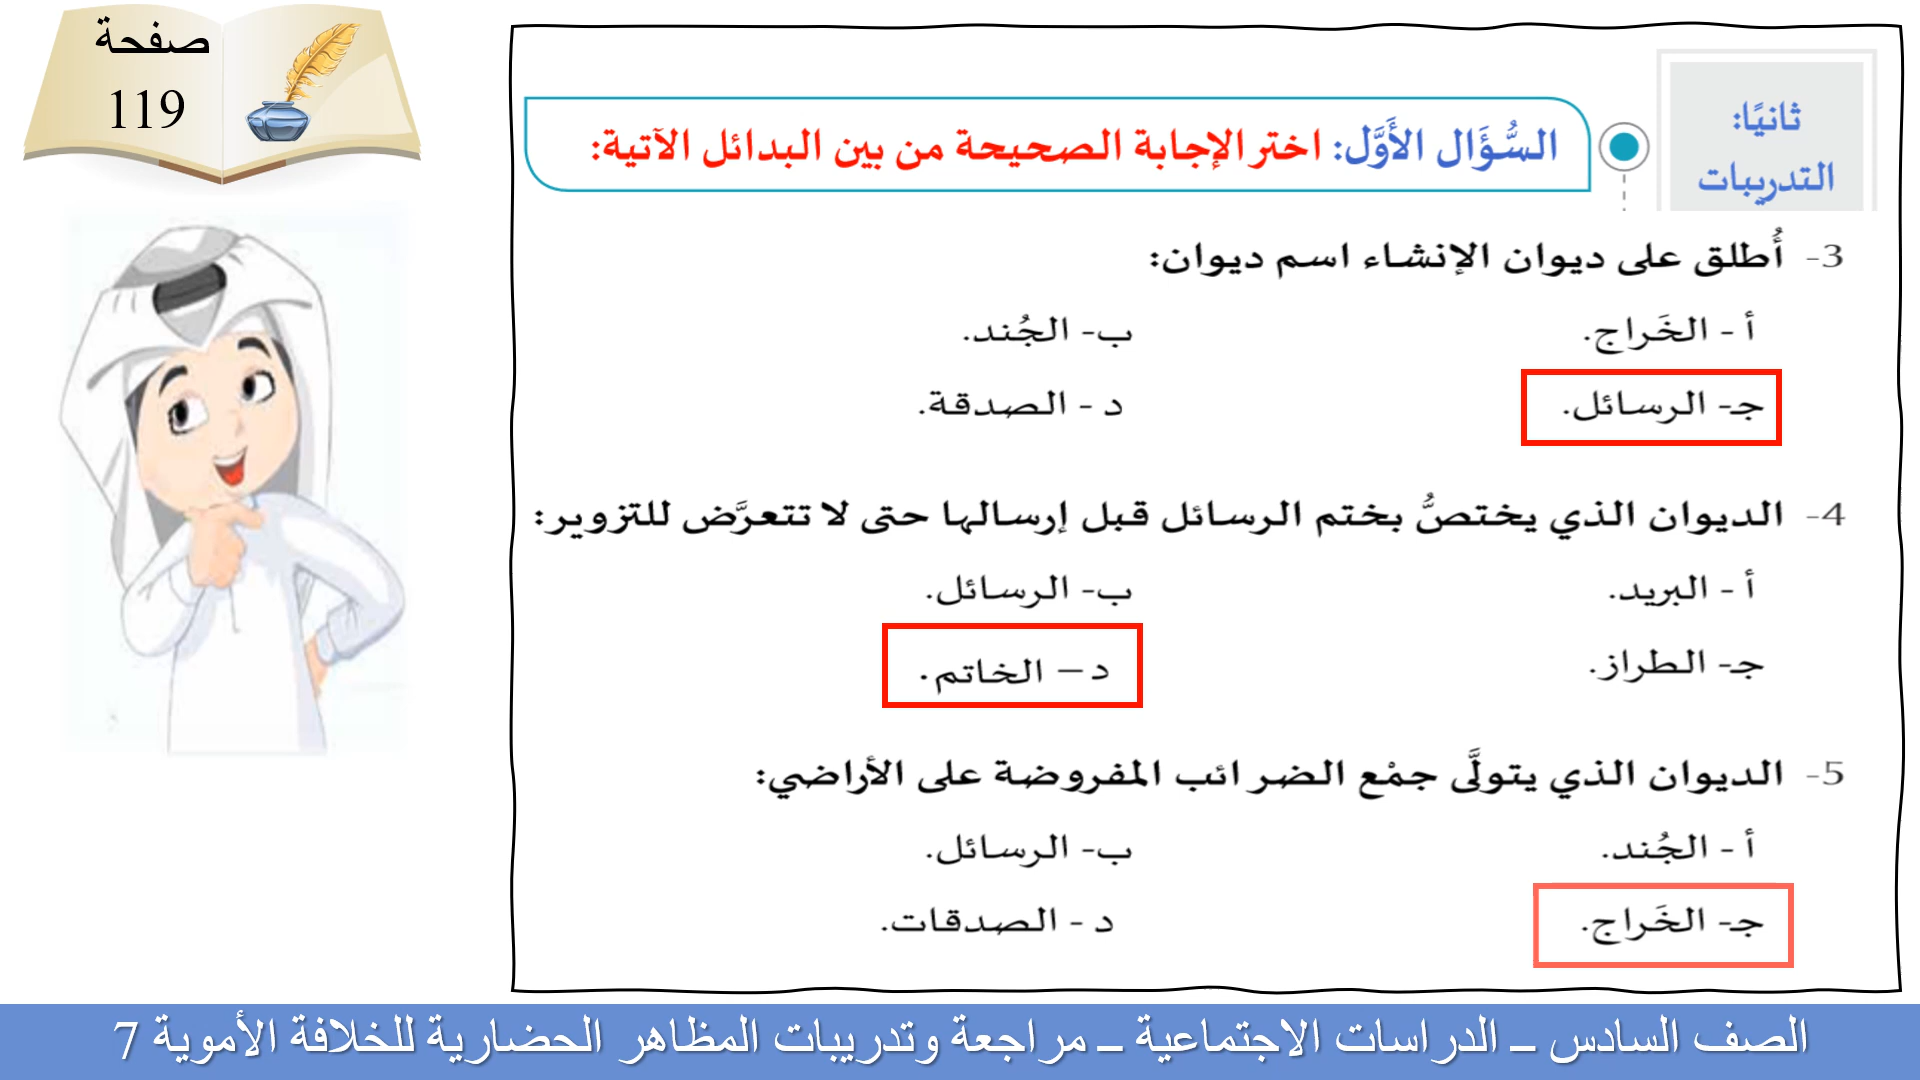 صفحة
119
ثانيًا:
التدريبات
السُّؤَال الأَوَّل: اختر الإجابة الصحيحة من بين البدائل الآتية:
3- أُطلق على ديوان الإنشاء اسم ديوان:
أ - الخَراج. ب- الجُند.
جـ- الرسائل. د - الصدقة.
4- الديوان الذي يختصُّ بختم الرسائل قبل إرسالها حتى لا تتعرَّض للتزوير:
أ - البريد. ب- الرسائل.
جـ- الطراز. د – الخاتم.
5- الديوان الذي يتولَّى جمْع الضرائب المفروضة على الأراضي:
أ - الجُند. ب- الرسائل.
جـ- الخَراج. د - الصدقات.
الصف السادس – الدراسات الاجتماعية – مراجعة وتدريبات المظاهر الحضارية للخلافة الأموية 7